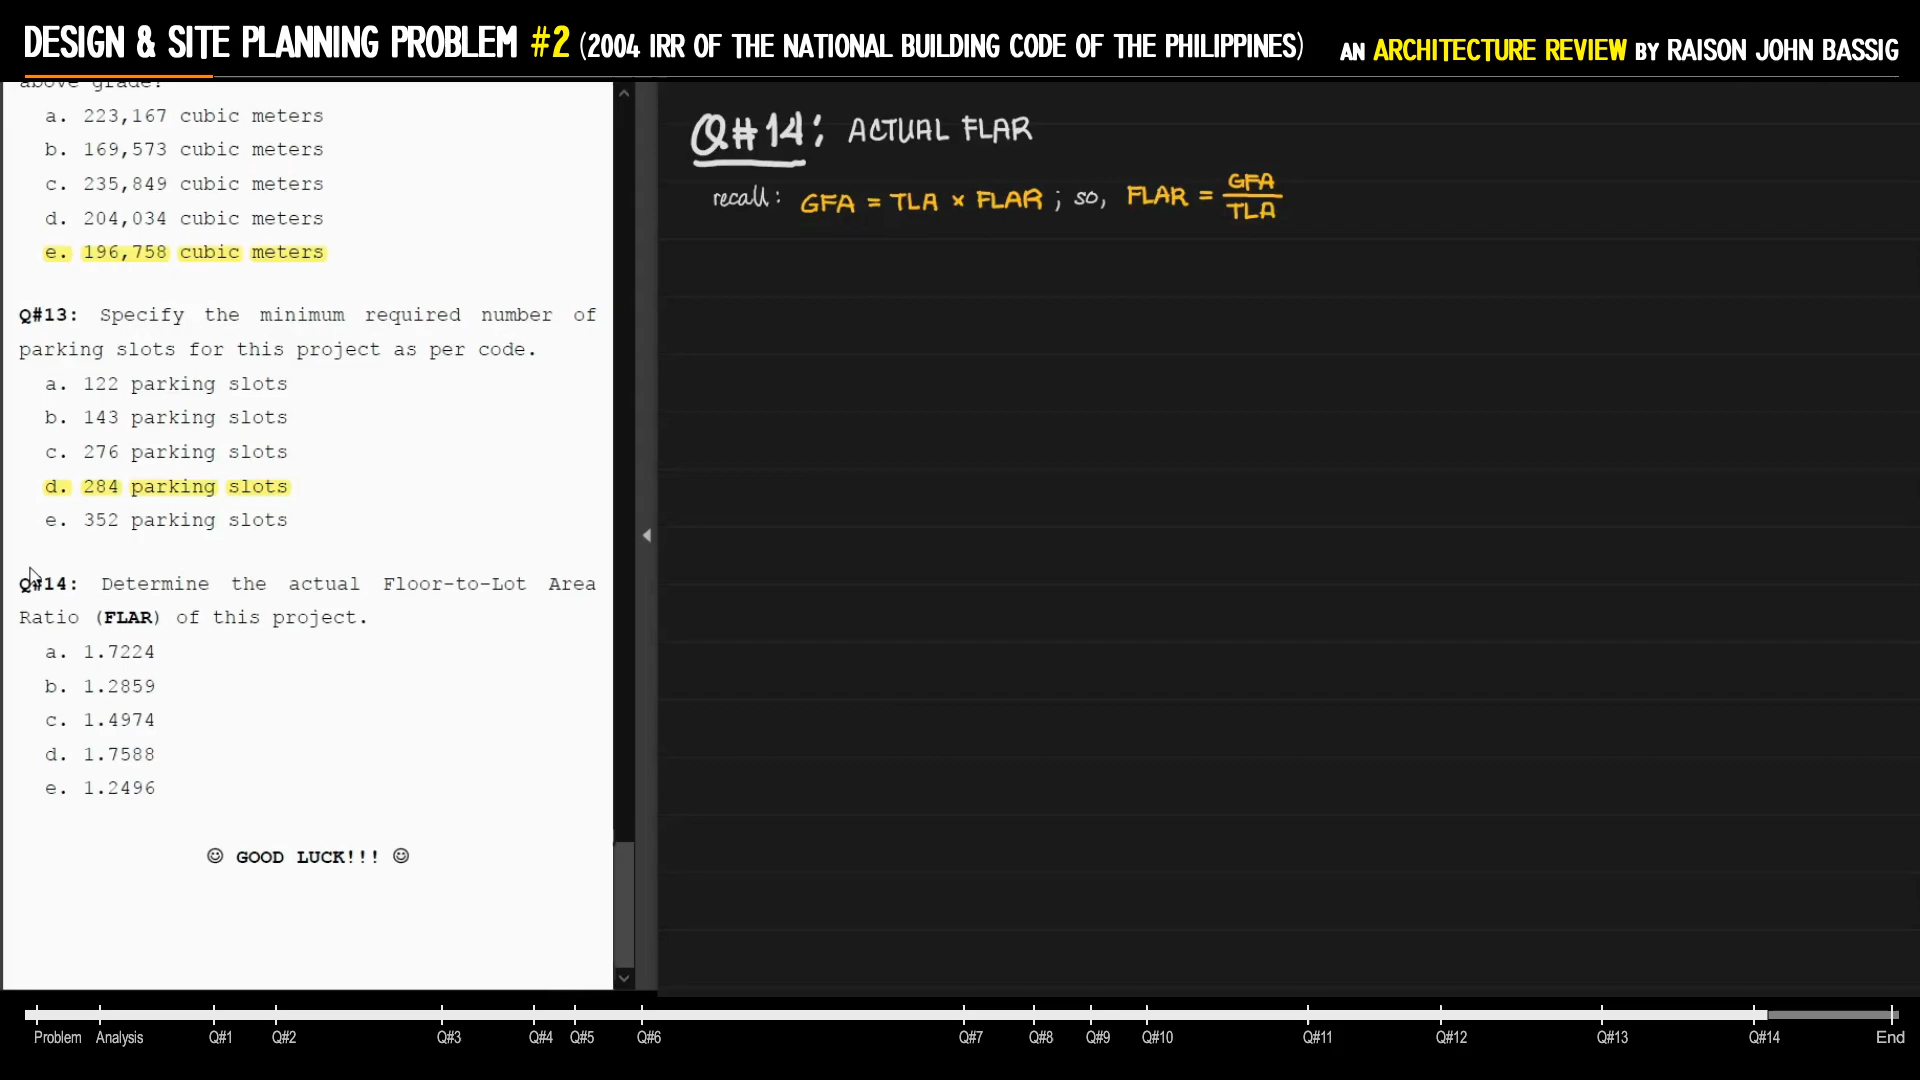 DESIGN & SITE PLANNING PROBLEM #2 (2004 IRR OF THE NATIONAL BUILDING CODE OF THE PHILIPPINES) AN ARCHITECTURE REVIEW BY RAISON JOHN BASSIG
above grade?
a. 223,167 cubic meters
b. 169,573 cubic meters
c. 235,849 cubic meters
d. 204,034 cubic meters
e. 196,758 cubic meters
Q#13: Specify the minimum required number of
parking slots for this project as per code.
a. 122 parking slots
b. 143 parking slots
c. 276 parking slots
d. 284 parking slots
e. 352 parking slots
Q#14: Determine the actual Floor-to-Lot Area
Ratio (FLAR) of this project.
a. 1.7224
b. 1.2859
c. 1.4974
d. 1.7588
e. 1.2496
☺ GOOD LUCK!!! ☺
Q#14: ACTUAL FLAR
recall: GFA = TLA × FLAR ; so, FLAR = GFA / TLA
Problem Analysis Q#1 Q#2 Q#3 Q#4 Q#5 Q#6 Q#7 Q#8 Q#9 Q#10 Q#11 Q#12 Q#13 Q#14 End